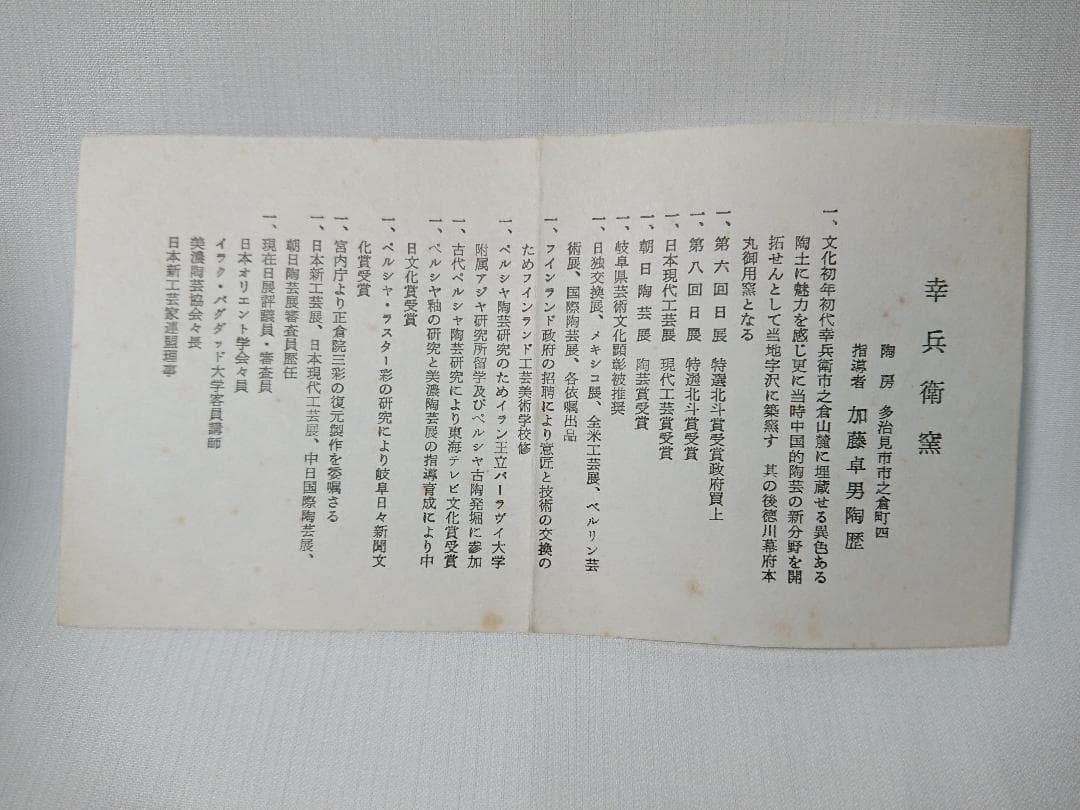 幸兵衛窯
陶房 多治見市市之倉町四
指導者 加藤卓男陶歴
一、文化初年初代幸兵衛市之倉山麓に埋蔵せる異色ある
陶土に魅力を感じ更に当時中国的陶芸の新分野を開
拓せんとして当地字沢に築窯す 其の後徳川幕府本
丸御用窯となる
一、第六回日展 特選北斗賞受賞政府買上
一、第八回日展 特選北斗賞受賞
一、日本現代工芸展 現代工芸賞受賞
一、朝日陶芸展 陶芸賞受賞
一、岐阜県芸術文化顕彰被推奨
一、日独交換展、メキシコ展、全米工芸展、ベルリン芸
術展、国際陶芸展、各依嘱出品
一、フインランド政府の招聘により意匠と技術の交換の
ためフインランド工芸美術学校修
一、ペルシャ陶芸研究のためイラン王立パーラヴイ大学
附属アジヤ研究所留学及びペルシヤ古陶発堀に参加
一、古代ペルシヤ陶芸研究により東海テレビ文化賞受賞
一、ペルシヤ釉の研究と美濃陶芸展の指導育成により中
日文化賞受賞
一、ペルシャ・ラスター彩の研究により岐阜日々新聞文
化賞受賞
一、宮内庁より正倉院三彩の復元製作を委嘱さる
一、日本新工芸展、日本現代工芸展、中日国際陶芸展、
朝日陶芸展審査員歴任
一、現在日展評議員・審査員
日本オリエント学会々員
イラク・バグダッド大学客員講師
美濃陶芸協会々長
日本新工芸家連盟理事